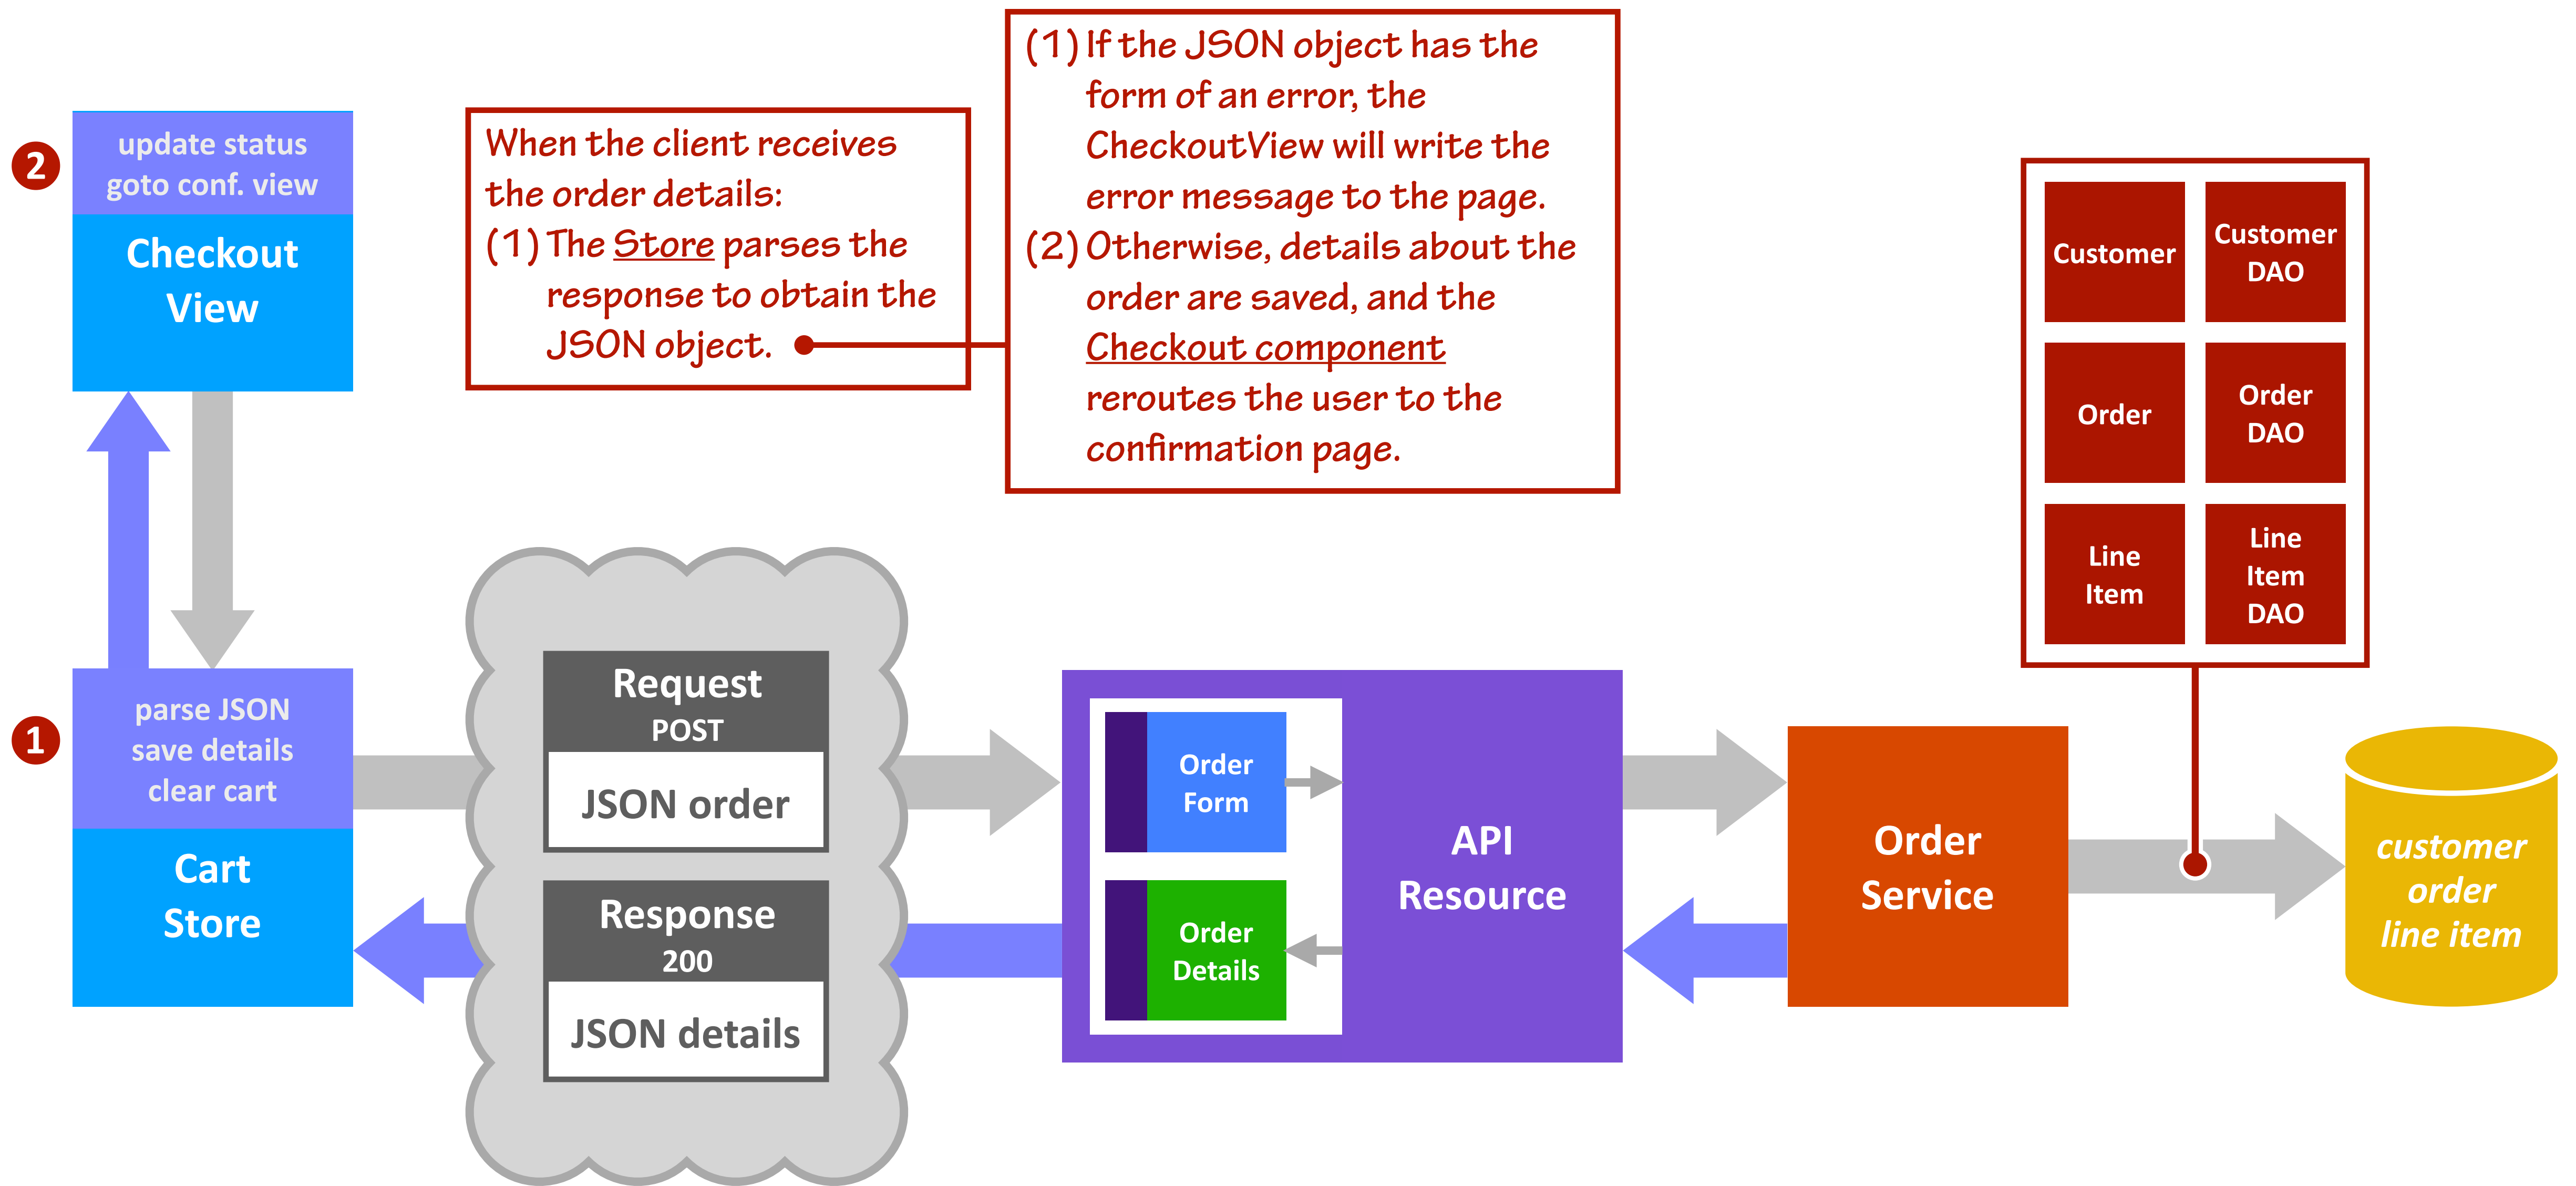 2
update status
goto conf. view
Checkout
View
When the client receives
the order details:
(1) The Store parses the
response to obtain the
JSON object.
(1) If the JSON object has the
form of an error, the
CheckoutView will write the
error message to the page.
(2) Otherwise, details about the
order are saved, and the
Checkout component
reroutes the user to the
confirmation page.
Customer
Customer
DAO
Order
Order
DAO
Line
Item
Line
Item
DAO
1
parse JSON
save details
clear cart
Cart
Store
Request
POST
JSON order
Response
200
JSON details
Order
Form
Order
Details
API
Resource
Order
Service
customer
order
line item